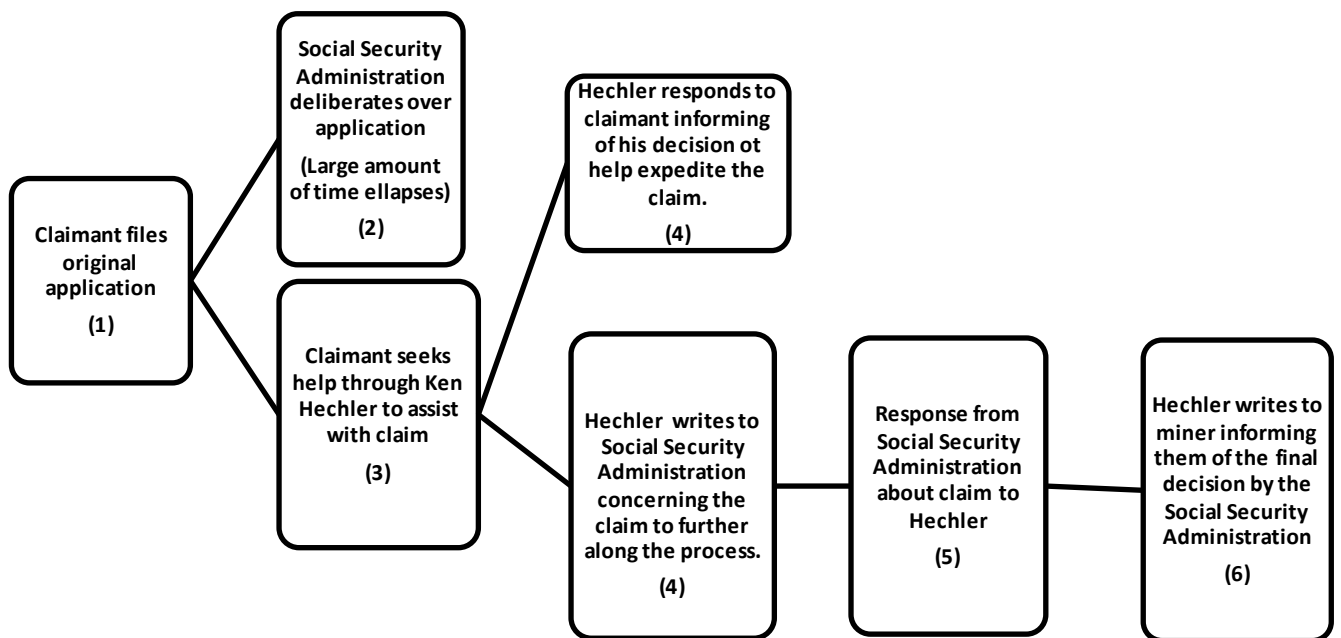 Claimant files
original
application
(1)
Social Security
Administration
deliberates over
application
(Large amount
of time ellapses)
(2)
Claimant seeks
help through Ken
Hechler to assist
with claim
(3)
Hechler responds to
claimant informing
of his decision ot
help expedite the
claim.
(4)
Hechler writes to
Social Security
Administration
concerning the
claim to further
along the process.
(4)
Response from
Social Security
Administration
about claim to
Hechler
(5)
Hechler writes to
miner informing
them of the final
decision by the
Social Security
Administration
(6)